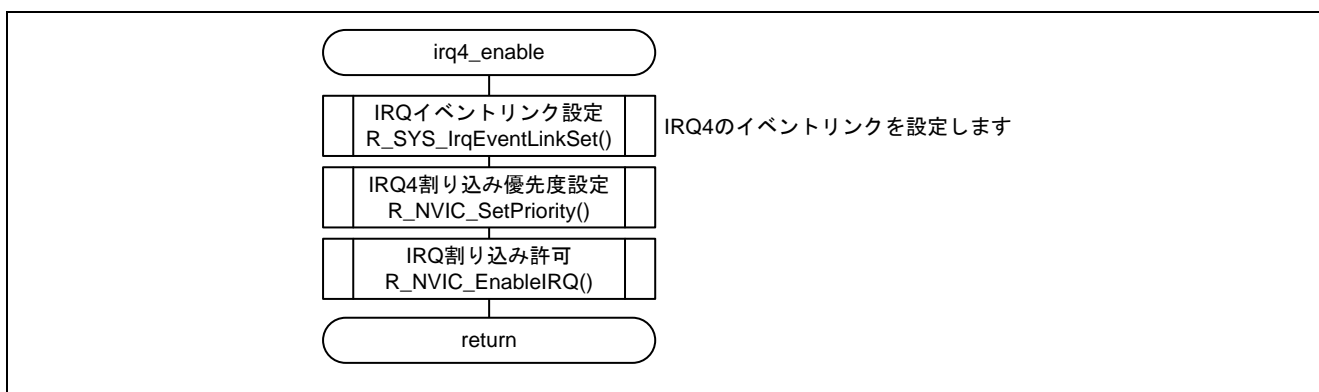 irq4_enable
IRQイベントリンク設定
R_SYS_IrqEventLinkSet()
IRQ4のイベントリンクを設定します
IRQ4割り込み優先度設定
R_NVIC_SetPriority()
IRQ割り込み許可
R_NVIC_EnableIRQ()
return